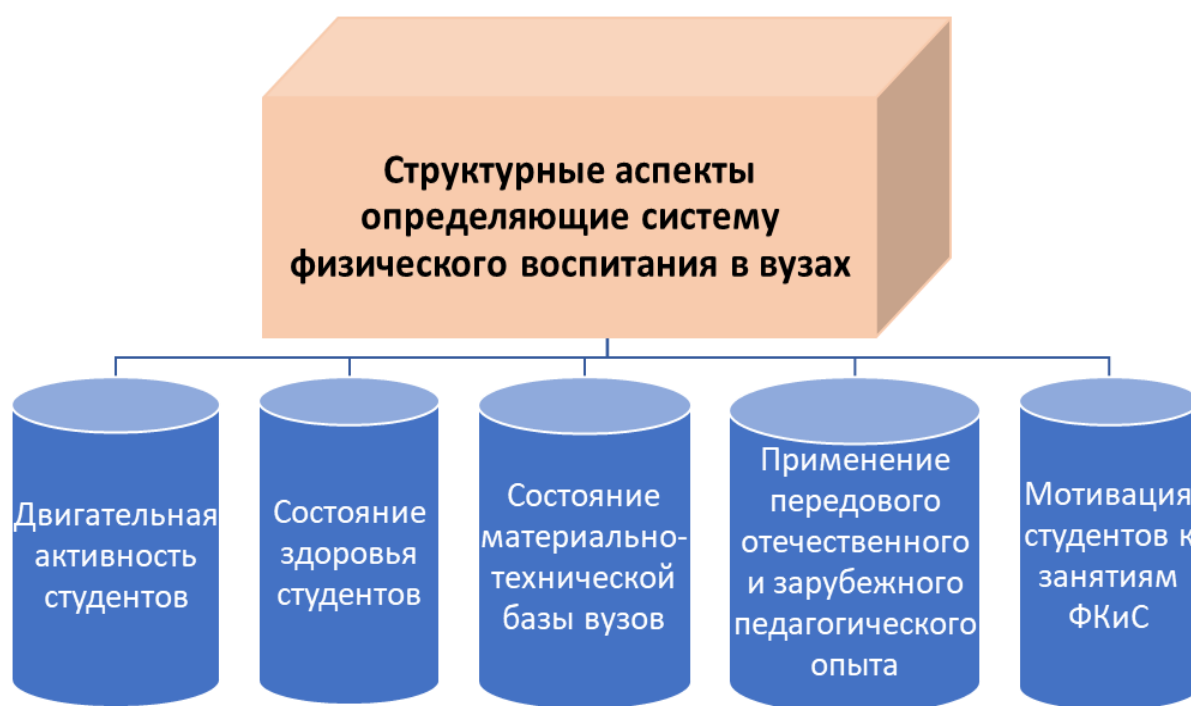 Структурные аспекты
определяющие систему
физического воспитания в вузах
Двигательная
активность
студентов
Состояние
здоровья
студентов
Состояние
материально-
технической
базы вузов
Применение
передового
отечественного
и зарубежного
педагогического
опыта
Мотивация
студентов к
занятиям
ФКиС